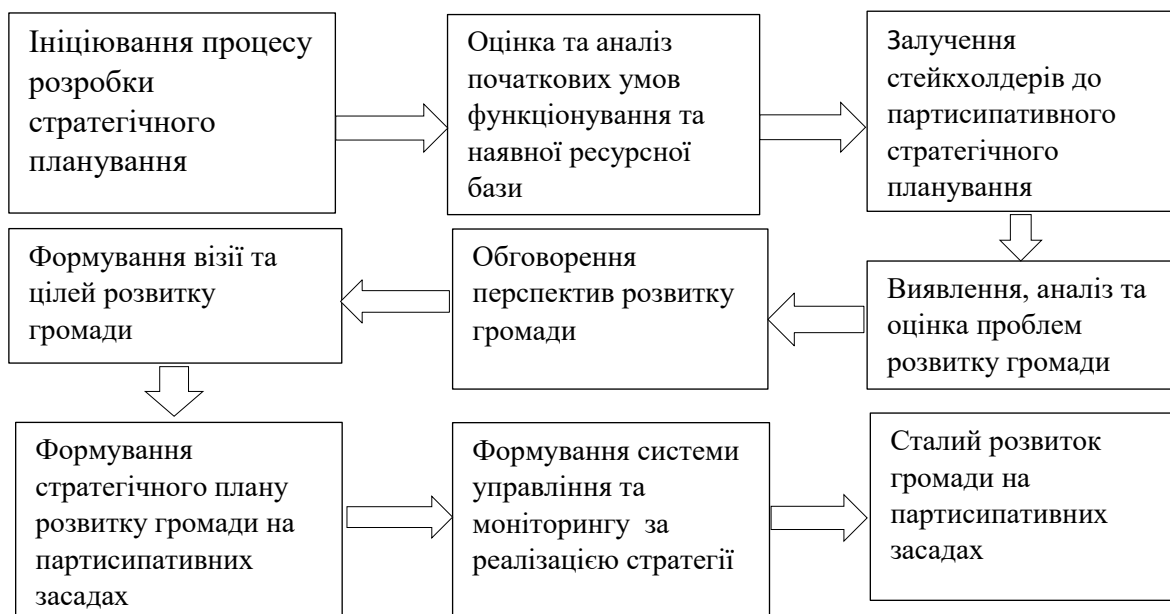 Ініціювання процесу
розробки
стратегічного
планування
Оцінка та аналіз
початкових умов
функціонування та
наявної ресурсної
бази
Залучення
стейкхолдерів до
партисипативного
стратегічного
планування
Виявлення, аналіз та
оцінка проблем
розвитку громади
Обговорення
перспектив розвитку
громади
Формування візії та
цілей розвитку
громади
Формування
стратегічного плану
розвитку громади на
партисипативних
засадах
Формування системи
управління та
моніторингу за
реалізацією стратегії
Сталий розвиток
громади на
партисипативних
засадах